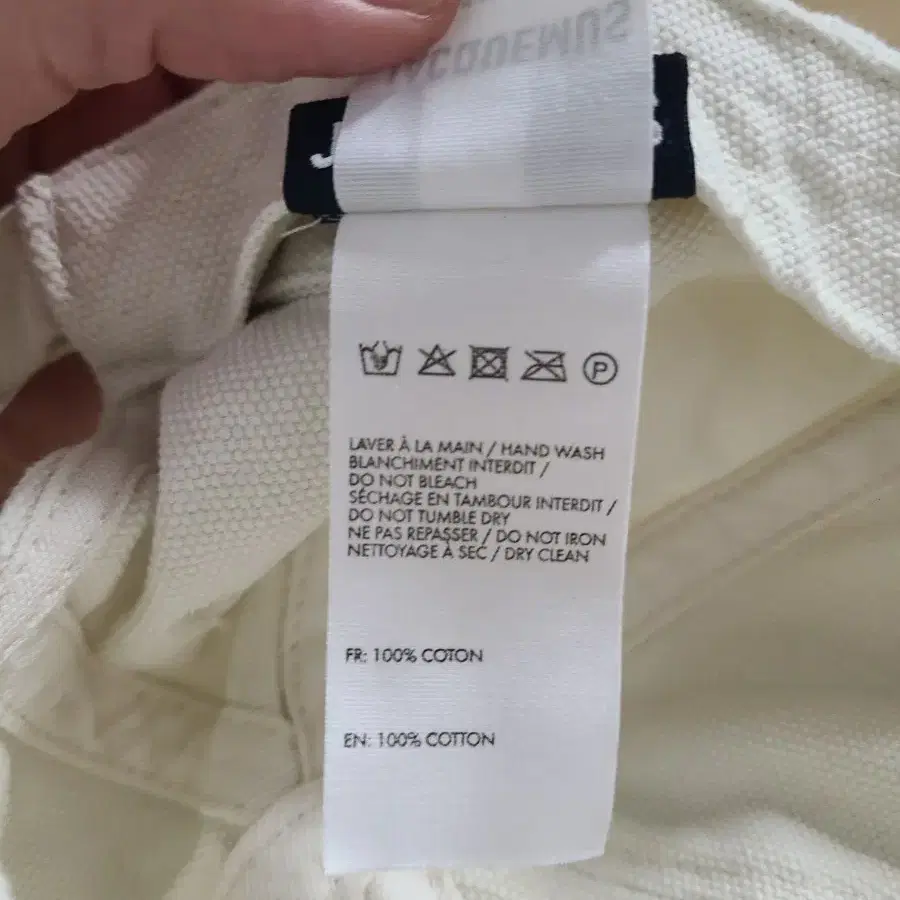 LAVER À LA MAIN / HAND WASH
BLANCHIMENT INTERDIT /
DO NOT BLEACH
SÉCHAGE EN TAMBOUR INTERDIT /
DO NOT TUMBLE DRY
NE PAS REPASSER / DO NOT IRON
NETTOYAGE À SEC / DRY CLEAN
FR: 100% COTON
EN: 100% COTTON